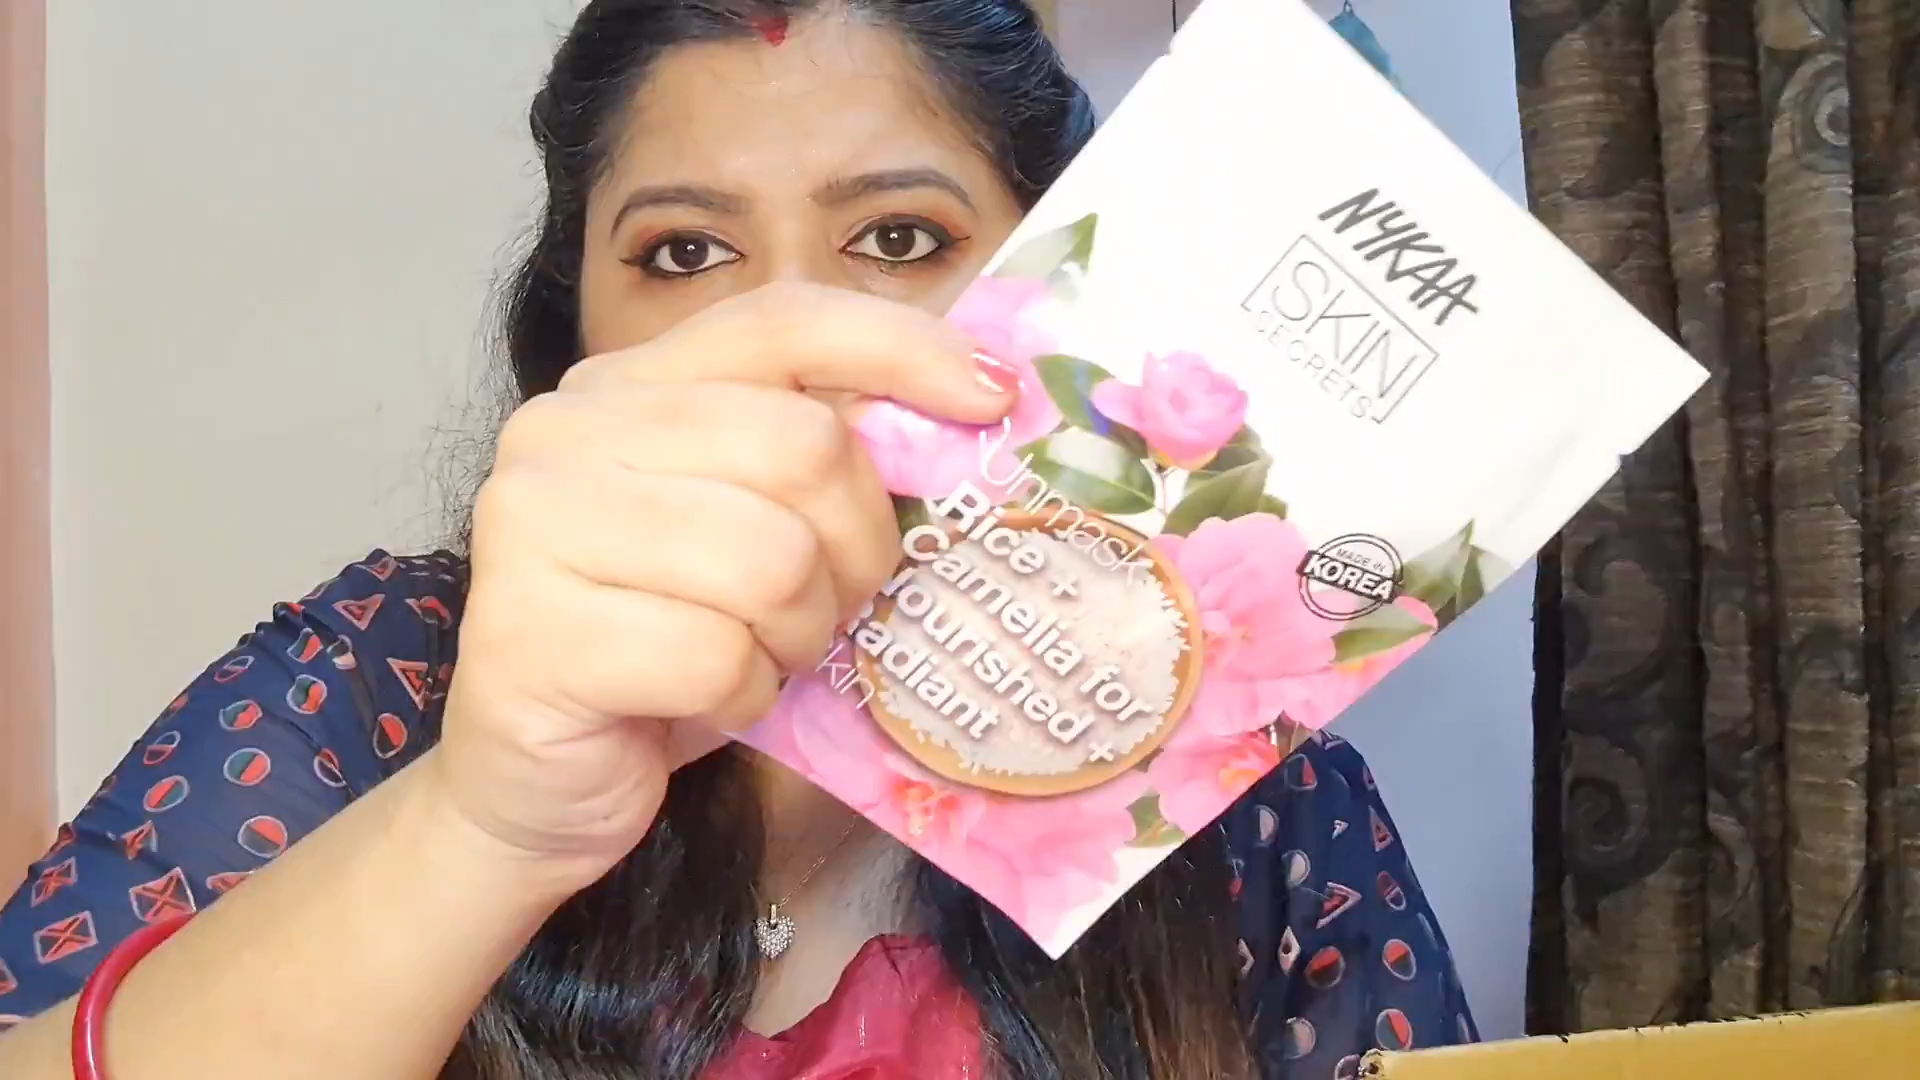 NYKAA
SKIN
SECRETS
Unmask
Rice +
Camelia for
Nourished +
Radiant
Skin
MADE IN
KOREA